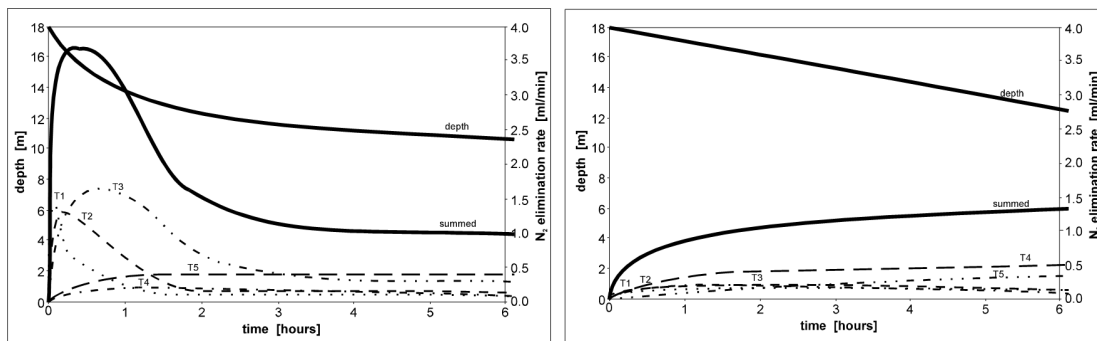 18
16
14
12
10
8
6
4
2
0
depth [m]
4.0
3.5
3.0
2.5
2.0
1.5
1.0
0.5
0.0
N₂ elimination rate [ml/min]
depth
summed
T1
T2
T3
T5
T4
0 1 2 3 4 5 6
time [hours]
18
16
14
12
10
8
6
4
2
0
depth [m]
4.0
3.5
3.0
2.5
2.0
1.5
1.0
0.5
0.0
N₂ elimination rate [ml/min]
depth
summed
T1
T2
T3
T4
T5
0 1 2 3 4 5 6
time [hours]